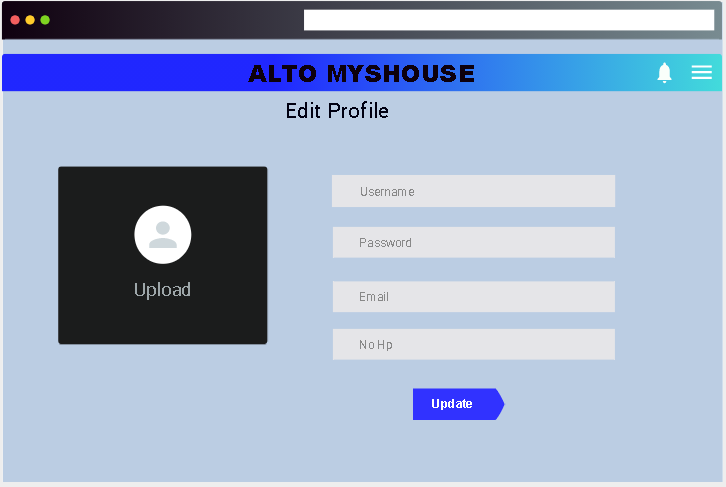 ALTO MYSHOUSE
Edit Profile
Username
Password
Upload
Email
No Hp
Update